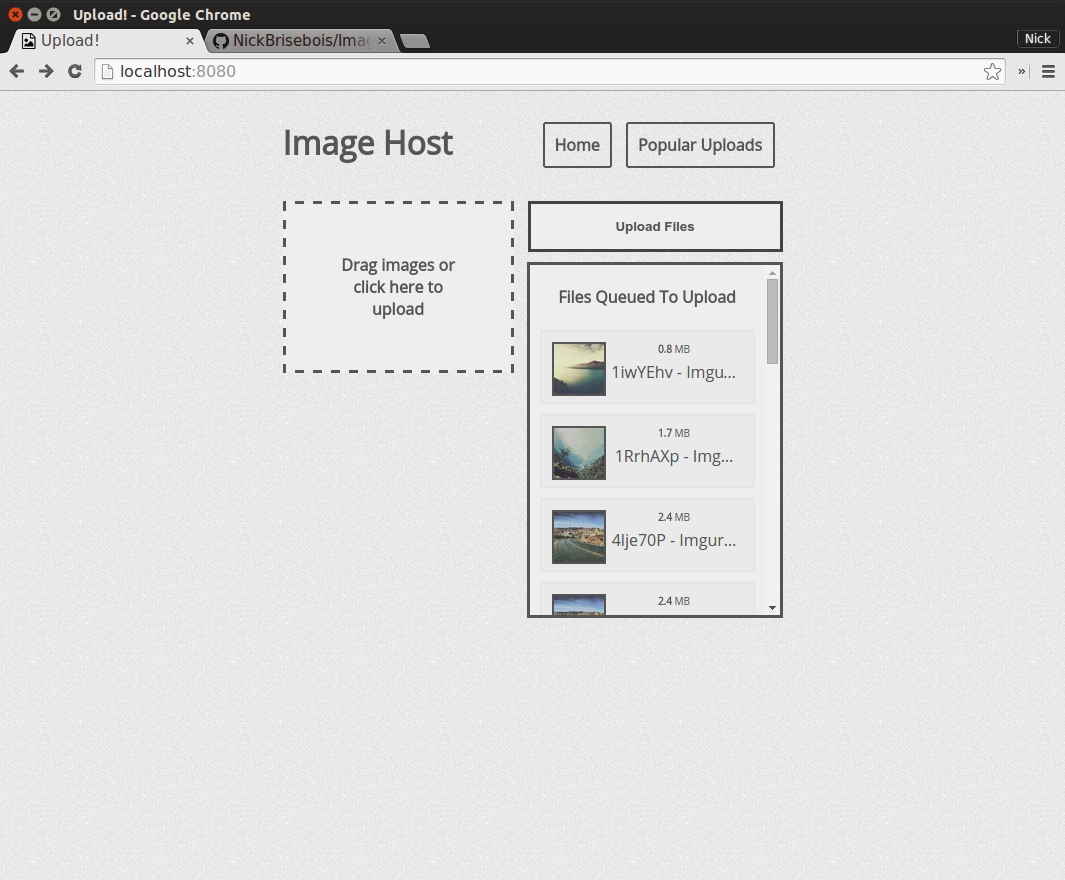 Upload! - Google Chrome
Upload!
NickBrisebois/Imag
Nick
localhost:8080
»
Image Host
Home
Popular Uploads
Drag images or
click here to
upload
Upload Files
Files Queued To Upload
0.8 MB
1iwYEhv - Imgu...
1.7 MB
1RrhAXp - Img...
2.4 MB
4lje70P - Imgur...
2.4 MB